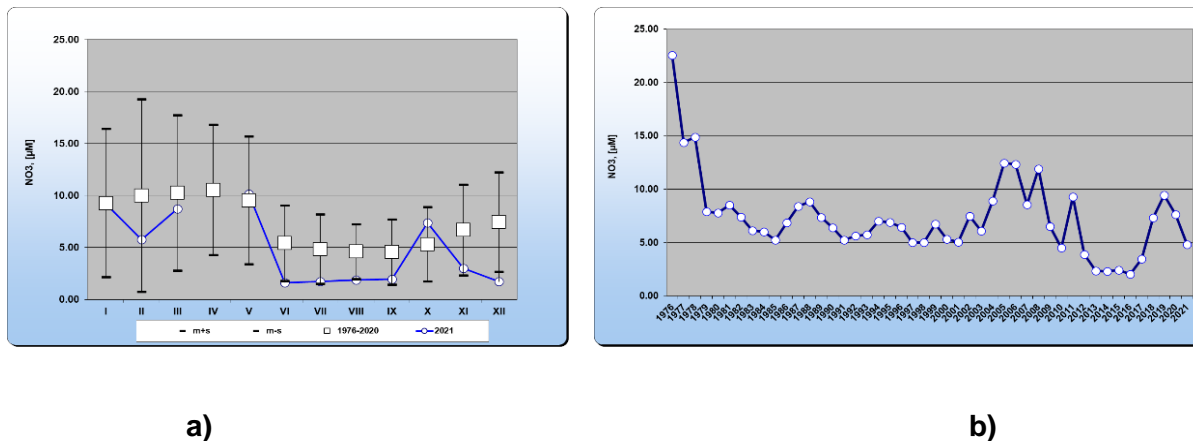 25.00
20.00
15.00
10.00
5.00
0.00
NO3, [µM]
I II III IV V VI VII VIII IX X XI XII
m+s m-s 1976-2020 2021
a)
25.00
20.00
15.00
10.00
5.00
0.00
NO3, [µM]
1976 1977 1978 1979 1980 1981 1982 1983 1984 1985 1986 1987 1988 1989 1990 1991 1992 1993 1994 1995 1996 1997 1998 1999 2000 2001 2002 2003 2004 2005 2006 2007 2008 2009 2010 2011 2012 2013 2014 2015 2016 2017 2018 2019 2020 2021
b)